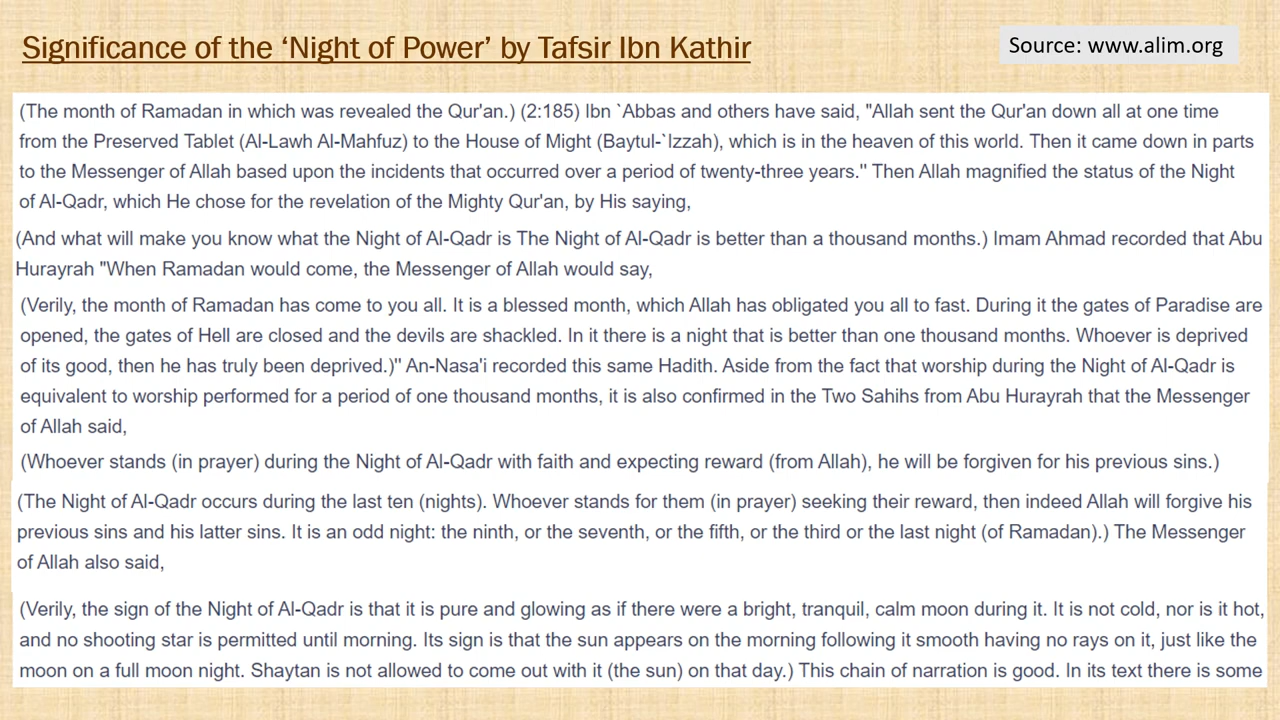 Significance of the ‘Night of Power’ by Tafsir Ibn Kathir
Source: www.alim.org
(The month of Ramadan in which was revealed the Qur'an.) (2:185) Ibn `Abbas and others have said, "Allah sent the Qur'an down all at one time
from the Preserved Tablet (Al-Lawh Al-Mahfuz) to the House of Might (Baytul-`Izzah), which is in the heaven of this world. Then it came down in parts
to the Messenger of Allah based upon the incidents that occurred over a period of twenty-three years.'' Then Allah magnified the status of the Night
of Al-Qadr, which He chose for the revelation of the Mighty Qur'an, by His saying,
(And what will make you know what the Night of Al-Qadr is The Night of Al-Qadr is better than a thousand months.) Imam Ahmad recorded that Abu
Hurayrah "When Ramadan would come, the Messenger of Allah would say,
(Verily, the month of Ramadan has come to you all. It is a blessed month, which Allah has obligated you all to fast. During it the gates of Paradise are
opened, the gates of Hell are closed and the devils are shackled. In it there is a night that is better than one thousand months. Whoever is deprived
of its good, then he has truly been deprived.)'' An-Nasa'i recorded this same Hadith. Aside from the fact that worship during the Night of Al-Qadr is
equivalent to worship performed for a period of one thousand months, it is also confirmed in the Two Sahihs from Abu Hurayrah that the Messenger
of Allah said,
(Whoever stands (in prayer) during the Night of Al-Qadr with faith and expecting reward (from Allah), he will be forgiven for his previous sins.)
(The Night of Al-Qadr occurs during the last ten (nights). Whoever stands for them (in prayer) seeking their reward, then indeed Allah will forgive his
previous sins and his latter sins. It is an odd night: the ninth, or the seventh, or the fifth, or the third or the last night (of Ramadan).) The Messenger
of Allah also said,
(Verily, the sign of the Night of Al-Qadr is that it is pure and glowing as if there were a bright, tranquil, calm moon during it. It is not cold, nor is it hot,
and no shooting star is permitted until morning. Its sign is that the sun appears on the morning following it smooth having no rays on it, just like the
moon on a full moon night. Shaytan is not allowed to come out with it (the sun) on that day.) This chain of narration is good. In its text there is some